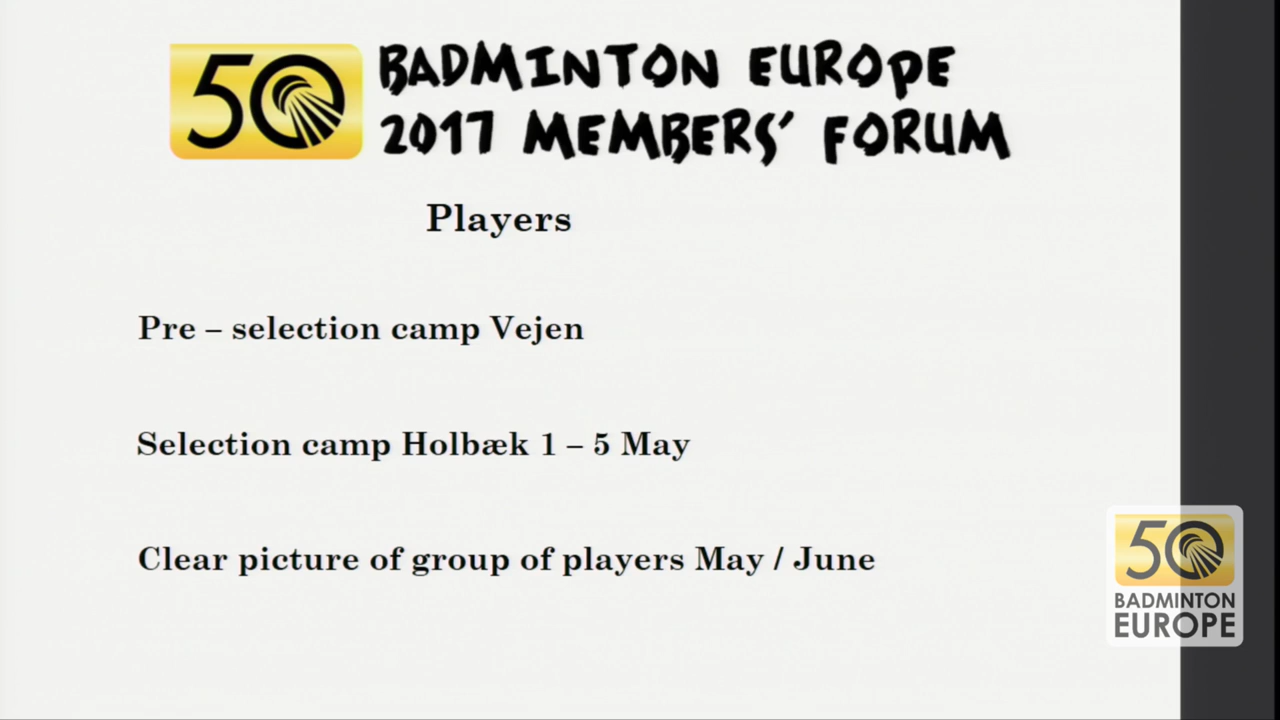 50 BADMINTON EUROPE
2017 MEMBERS' FORUM
Players
Pre – selection camp Vejen
Selection camp Holbæk 1 – 5 May
Clear picture of group of players May / June
50
BADMINTON
EUROPE